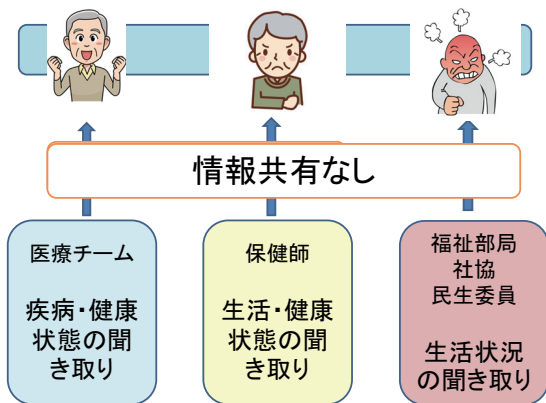 情報共有なし
医療チーム
疾病・健康
状態の聞
き取り
保健師
生活・健康
状態の聞
き取り
福祉部局
社協
民生委員
生活状況
の聞き取り